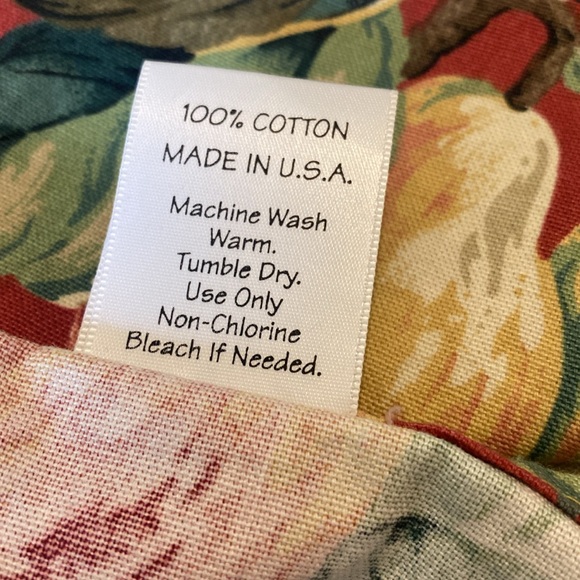 100% COTTON
MADE IN U.S.A.
Machine Wash
Warm.
Tumble Dry.
Use Only
Non-Chlorine
Bleach If Needed.